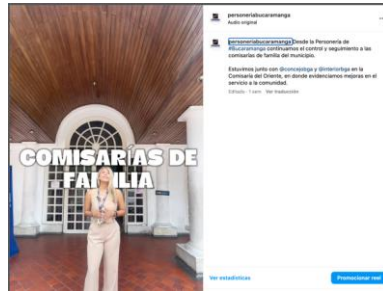 COMISARÍAS DE
FAMILIA
personeriabucaramanga
Audio original
personeriabucaramanga Desde la Personería de
#Bucaramanga continuamos el control y seguimiento a las
comisarías de familia del municipio.
Estuvimos junto con @concejobga y @interiorbga en la
Comisaría del Oriente, en donde evidenciamos mejoras en el
servicio a la comunidad.
Editado · 1 sem Ver traducción
Ver estadísticas
Promocionar reel